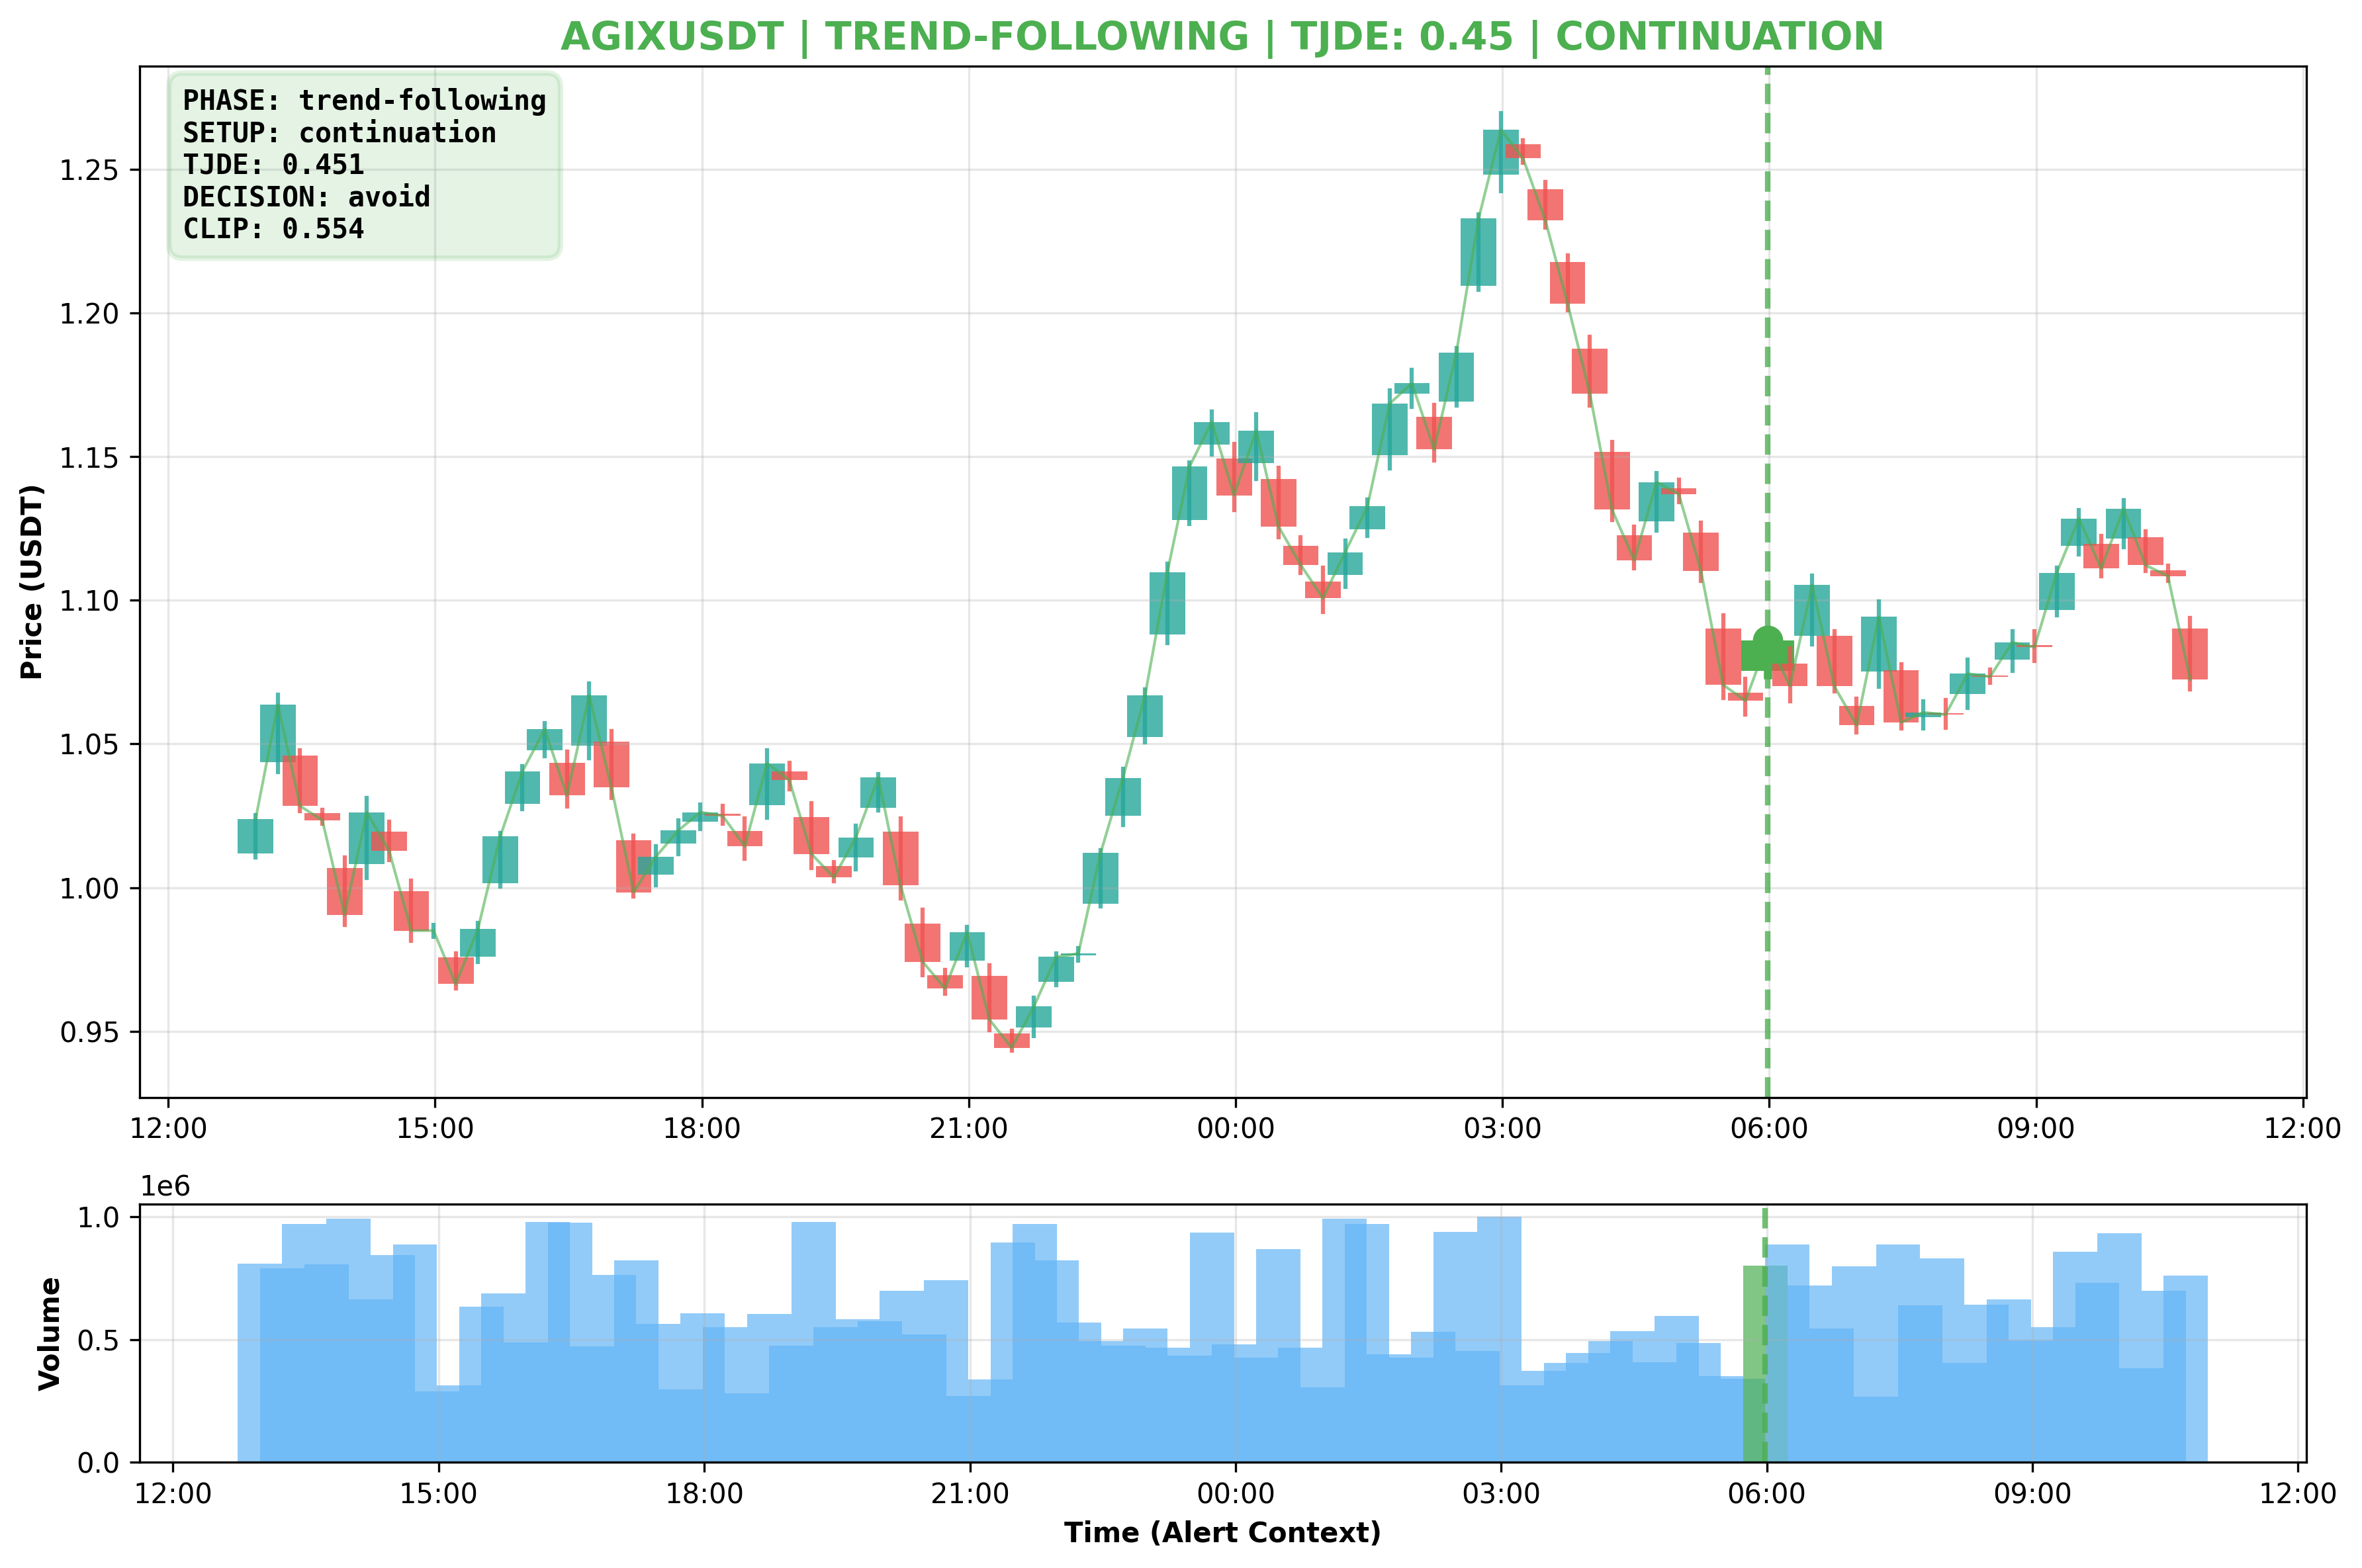 AGIXUSDT | TREND-FOLLOWING | TJDE: 0.45 | CONTINUATION
PHASE: trend-following
SETUP: continuation
TJDE: 0.451
DECISION: avoid
CLIP: 0.554
Price (USDT)
1.25
1.20
1.15
1.10
1.05
1.00
0.95
12:00 15:00 18:00 21:00 00:00 03:00 06:00 09:00 12:00
1e6
Volume
1.0
0.5
0.0
12:00 15:00 18:00 21:00 00:00 03:00 06:00 09:00 12:00
Time (Alert Context)